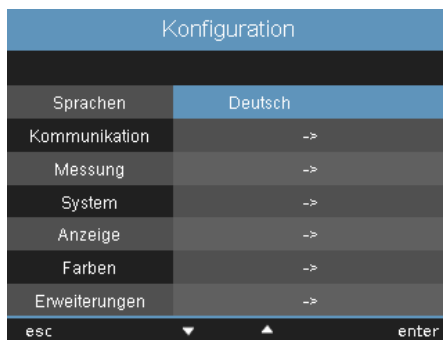 Konfiguration
Sprachen Deutsch
Kommunikation ->
Messung ->
System ->
Anzeige ->
Farben ->
Erweiterungen ->
esc ▼ ▲ enter